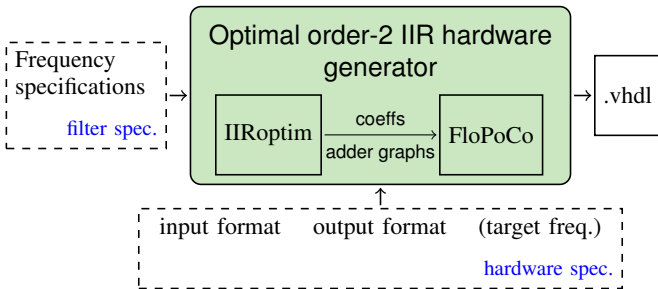 Optimal order-2 IIR hardware
generator
Frequency
specifications
filter spec.
IIRoptim
coeffs
adder graphs
FloPoCo
.vhdl
input format output format (target freq.)
hardware spec.